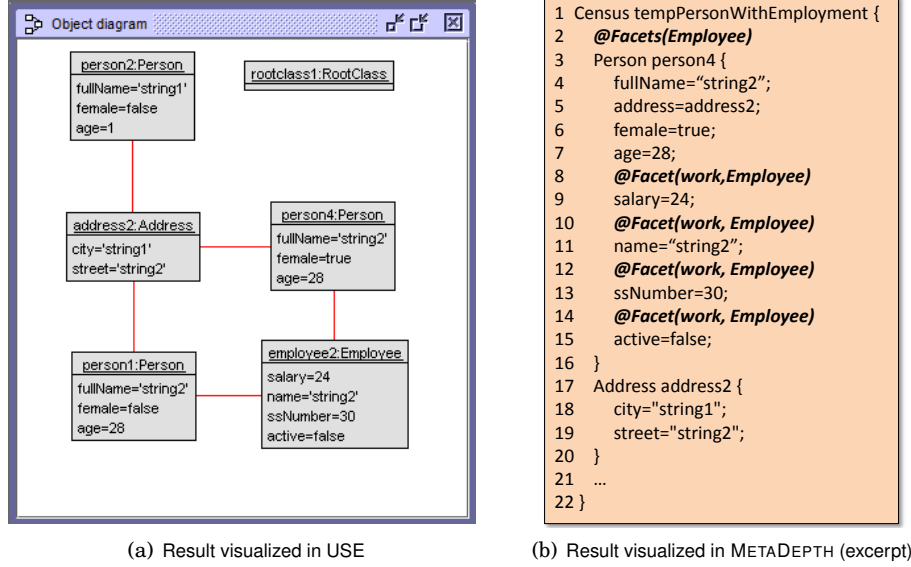 Object diagram
person2:Person
fullName='string1'
female=false
age=1
rootclass1:RootClass
address2:Address
city='string1'
street='string2'
person4:Person
fullName='string2'
female=true
age=28
person1:Person
fullName='string2'
female=false
age=28
employee2:Employee
salary=24
name='string2'
ssNumber=30
active=false
(a) Result visualized in USE
1 Census tempPersonWithEmployment {
2 @Facets(Employee)
3 Person person4 {
4 fullName=“string2”;
5 address=address2;
6 female=true;
7 age=28;
8 @Facet(work,Employee)
9 salary=24;
10 @Facet(work, Employee)
11 name=“string2”;
12 @Facet(work, Employee)
13 ssNumber=30;
14 @Facet(work, Employee)
15 active=false;
16 }
17 Address address2 {
18 city="string1";
19 street="string2";
20 }
21 …
22 }
(b) Result visualized in METADEPTH (excerpt)